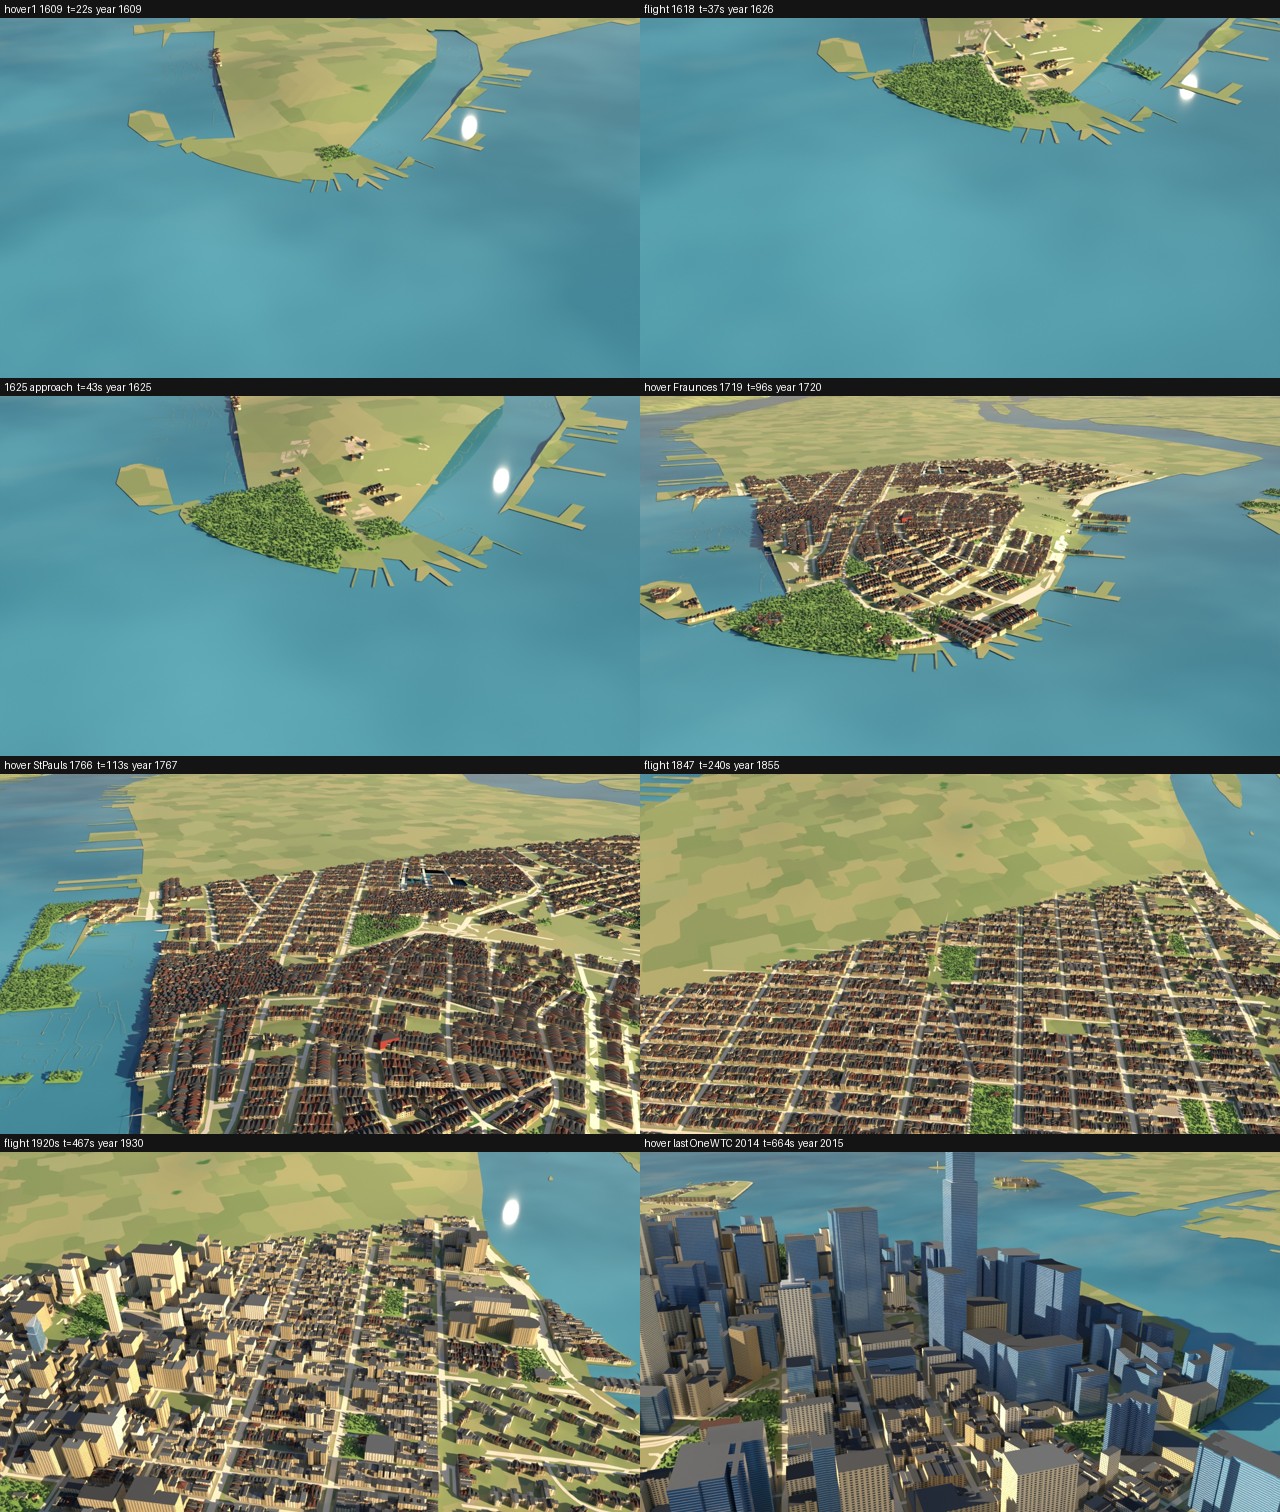 hover1 1609 t=22s year 1609
flight 1618 t=37s year 1626
1625 approach t=43s year 1625
hover Fraunces 1719 t=96s year 1720
hover StPauls 1766 t=113s year 1767
flight 1847 t=240s year 1855
flight 1920s t=467s year 1930
hover lastOneWTC 2014 t=664s year 2015